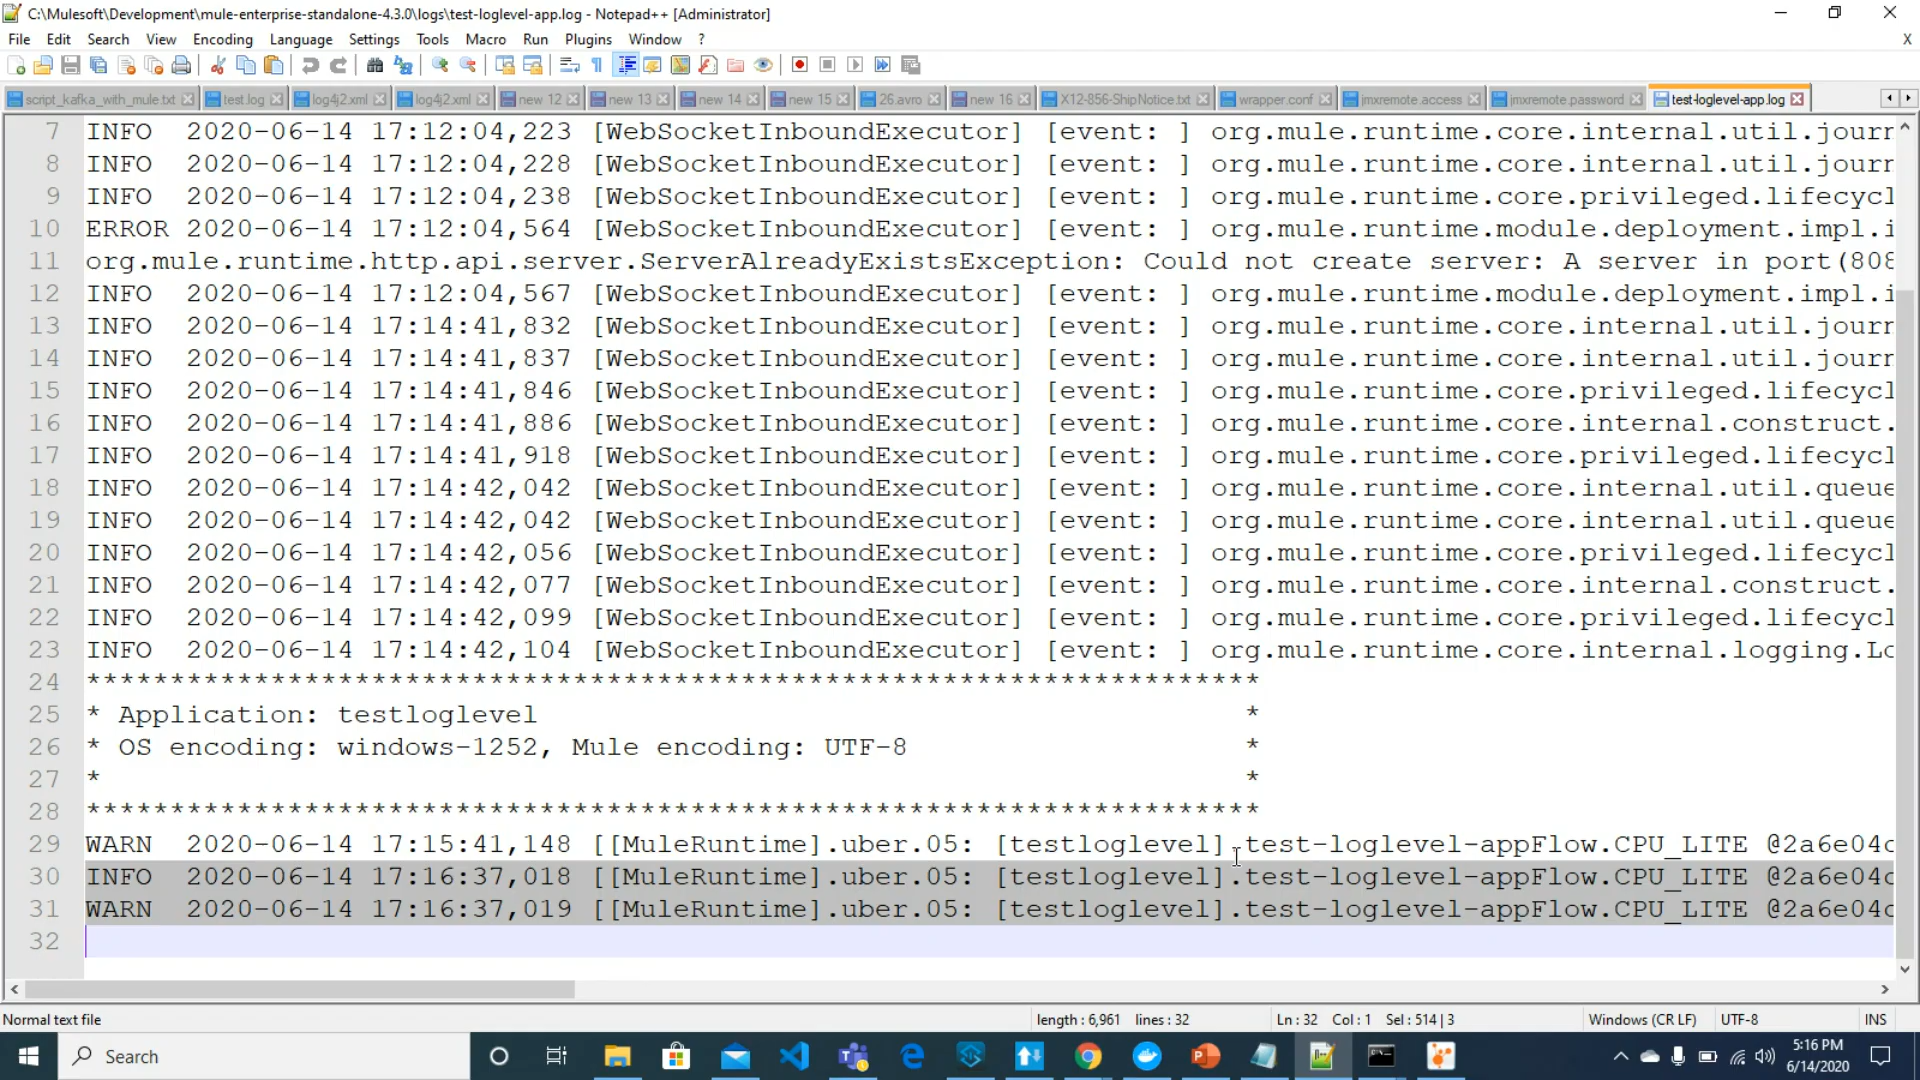 C:\Mulesoft\Development\mule-enterprise-standalone-4.3.0\logs\test-loglevel-app.log - Notepad++ [Administrator]
File Edit Search View Encoding Language Settings Tools Macro Run Plugins Window ? X
script_kafka_with_mule.txt test.log log4j2.xml log4j2.xml new 12 new 13 new 14 new 15 26.avro new 16 X12-856-ShipNotice.txt wrapper.conf jmxremote.access jmxremote.password test-loglevel-app.log
7 INFO 2020-06-14 17:12:04,223 [WebSocketInboundExecutor] [event: ] org.mule.runtime.core.internal.util.journ
8 INFO 2020-06-14 17:12:04,228 [WebSocketInboundExecutor] [event: ] org.mule.runtime.core.internal.util.journ
9 INFO 2020-06-14 17:12:04,238 [WebSocketInboundExecutor] [event: ] org.mule.runtime.core.privileged.lifecycl
10 ERROR 2020-06-14 17:12:04,564 [WebSocketInboundExecutor] [event: ] org.mule.runtime.module.deployment.impl.i
11 org.mule.runtime.http.api.server.ServerAlreadyExistsException: Could not create server: A server in port(808
12 INFO 2020-06-14 17:12:04,567 [WebSocketInboundExecutor] [event: ] org.mule.runtime.module.deployment.impl.i
13 INFO 2020-06-14 17:14:41,832 [WebSocketInboundExecutor] [event: ] org.mule.runtime.core.internal.util.journ
14 INFO 2020-06-14 17:14:41,837 [WebSocketInboundExecutor] [event: ] org.mule.runtime.core.internal.util.journ
15 INFO 2020-06-14 17:14:41,846 [WebSocketInboundExecutor] [event: ] org.mule.runtime.core.privileged.lifecycl
16 INFO 2020-06-14 17:14:41,886 [WebSocketInboundExecutor] [event: ] org.mule.runtime.core.internal.construct.
17 INFO 2020-06-14 17:14:41,918 [WebSocketInboundExecutor] [event: ] org.mule.runtime.core.privileged.lifecycl
18 INFO 2020-06-14 17:14:42,042 [WebSocketInboundExecutor] [event: ] org.mule.runtime.core.internal.util.queue
19 INFO 2020-06-14 17:14:42,042 [WebSocketInboundExecutor] [event: ] org.mule.runtime.core.internal.util.queue
20 INFO 2020-06-14 17:14:42,056 [WebSocketInboundExecutor] [event: ] org.mule.runtime.core.privileged.lifecycl
21 INFO 2020-06-14 17:14:42,077 [WebSocketInboundExecutor] [event: ] org.mule.runtime.core.internal.construct.
22 INFO 2020-06-14 17:14:42,099 [WebSocketInboundExecutor] [event: ] org.mule.runtime.core.privileged.lifecycl
23 INFO 2020-06-14 17:14:42,104 [WebSocketInboundExecutor] [event: ] org.mule.runtime.core.internal.logging.Lo
24 **********************************************************************
25 * Application: testloglevel *
26 * OS encoding: windows-1252, Mule encoding: UTF-8 *
27 * *
28 **********************************************************************
29 WARN 2020-06-14 17:15:41,148 [[MuleRuntime].uber.05: [testloglevel].test-loglevel-appFlow.CPU_LITE @2a6e04c
30 INFO 2020-06-14 17:16:37,018 [[MuleRuntime].uber.05: [testloglevel].test-loglevel-appFlow.CPU_LITE @2a6e04c
31 WARN 2020-06-14 17:16:37,019 [[MuleRuntime].uber.05: [testloglevel].test-loglevel-appFlow.CPU_LITE @2a6e04c
32
Normal text file length : 6,961 lines : 32 Ln : 32 Col : 1 Sel : 514 | 3 Windows (CR LF) UTF-8 INS
Search 5:16 PM
6/14/2020